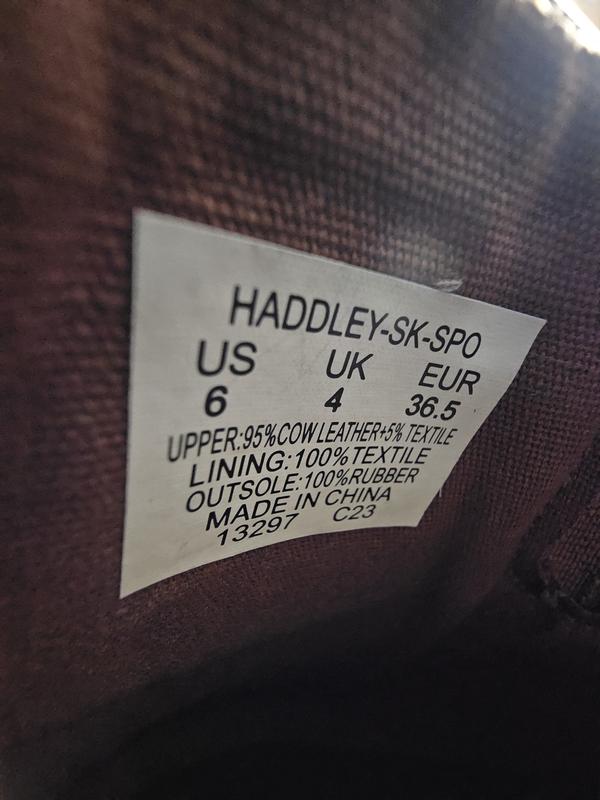 HADDLEY-SK-SPO
US UK EUR
6 4 36.5
UPPER:95%COW LEATHER+5% TEXTILE
LINING:100%TEXTILE
OUTSOLE:100%RUBBER
MADE IN CHINA
13297 C23